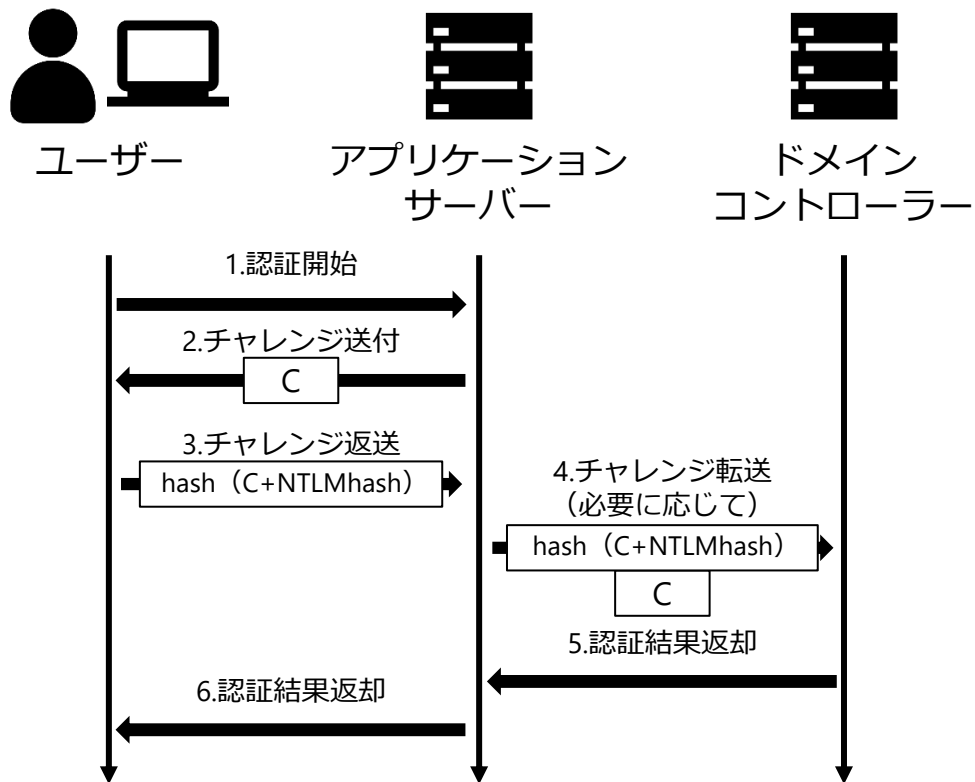 ユーザー
アプリケーション
サーバー
ドメイン
コントローラー
1.認証開始
2.チャレンジ送付
C
3.チャレンジ返送
hash（C+NTLMhash）
4.チャレンジ転送
（必要に応じて）
hash（C+NTLMhash）
C
5.認証結果返却
6.認証結果返却